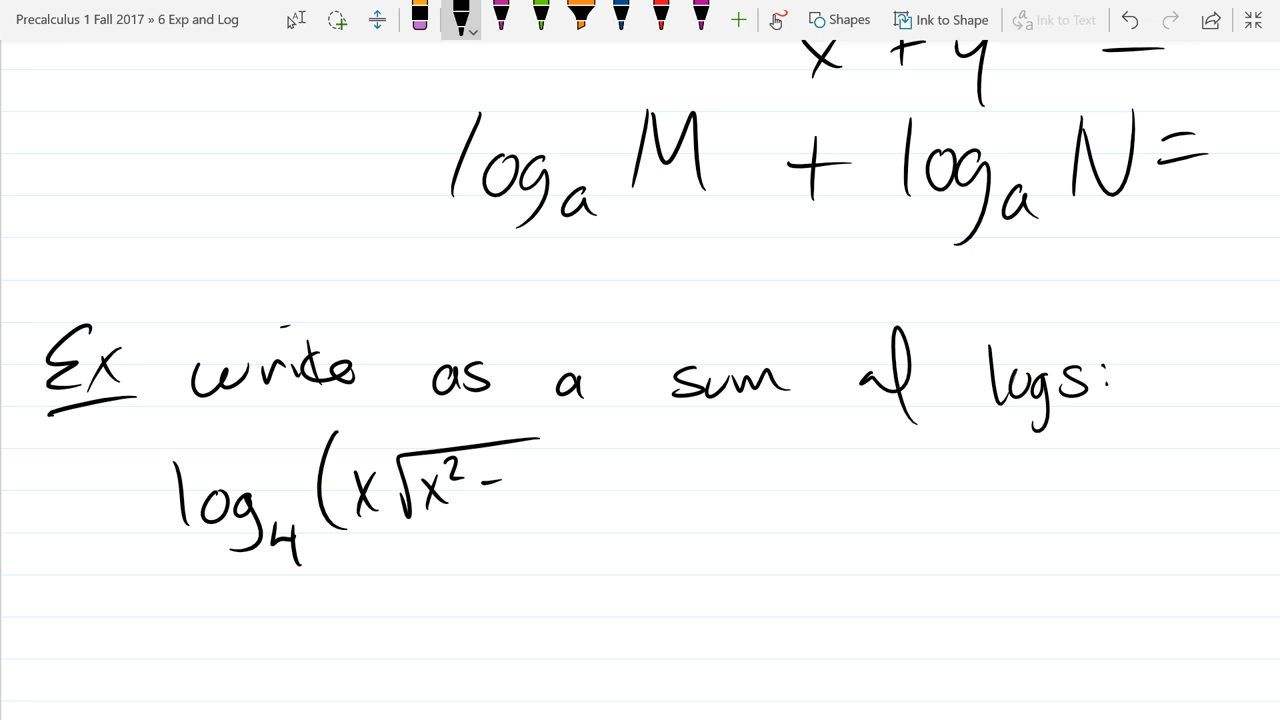 Precalculus 1 Fall 2017 » 6 Exp and Log
Shapes
Ink to Shape
Ink to Text
x + y =
log_a M + log_a N =
Ex write as a sum of logs:
log_4 (x√(x² -